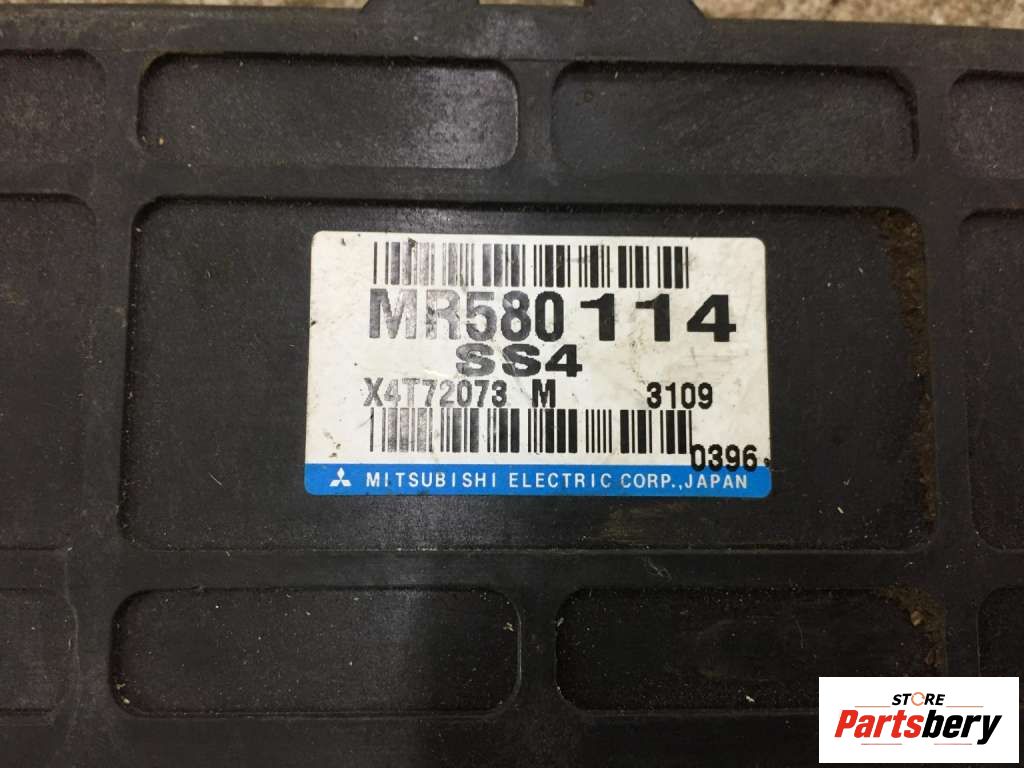 MR580114
SS4
X4T72073 M 3109
0396
MITSUBISHI ELECTRIC CORP.,JAPAN
STORE
Partsbery